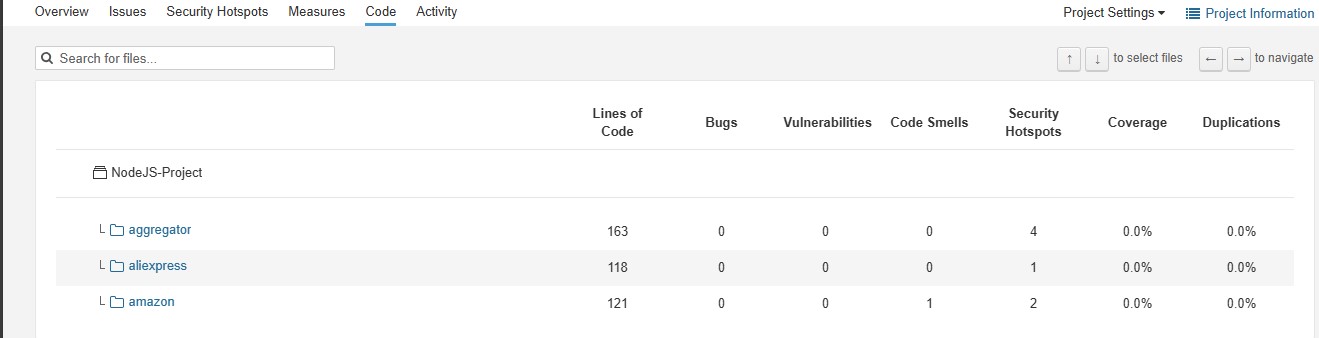 Overview Issues Security Hotspots Measures Code Activity Project Settings Project Information
Search for files... ↑ ↓ to select files ← → to navigate
Lines of Code Bugs Vulnerabilities Code Smells Security Hotspots Coverage Duplications
NodeJS-Project
aggregator 163 0 0 0 4 0.0% 0.0%
aliexpress 118 0 0 0 1 0.0% 0.0%
amazon 121 0 0 1 2 0.0% 0.0%